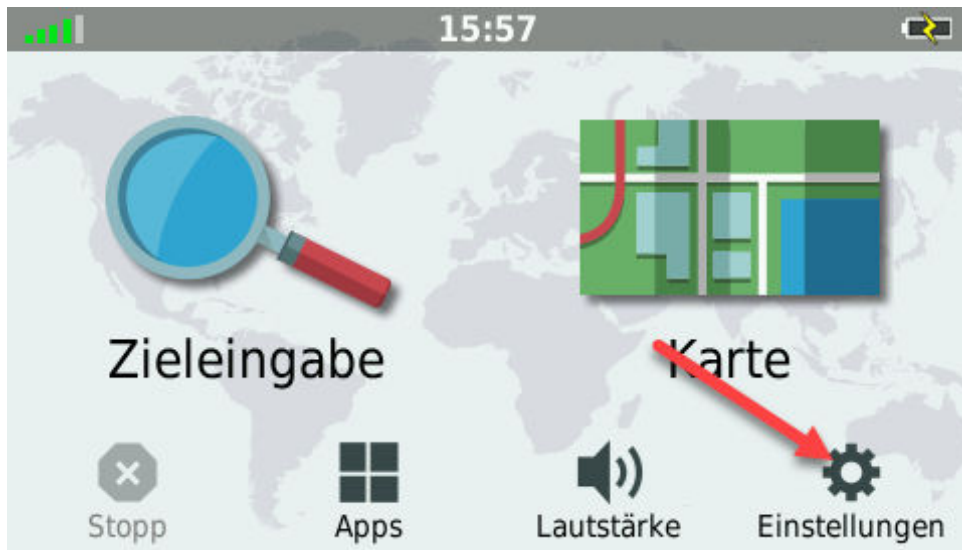 15:57
Zieleingabe
Karte
Stopp
Apps
Lautstärke
Einstellungen